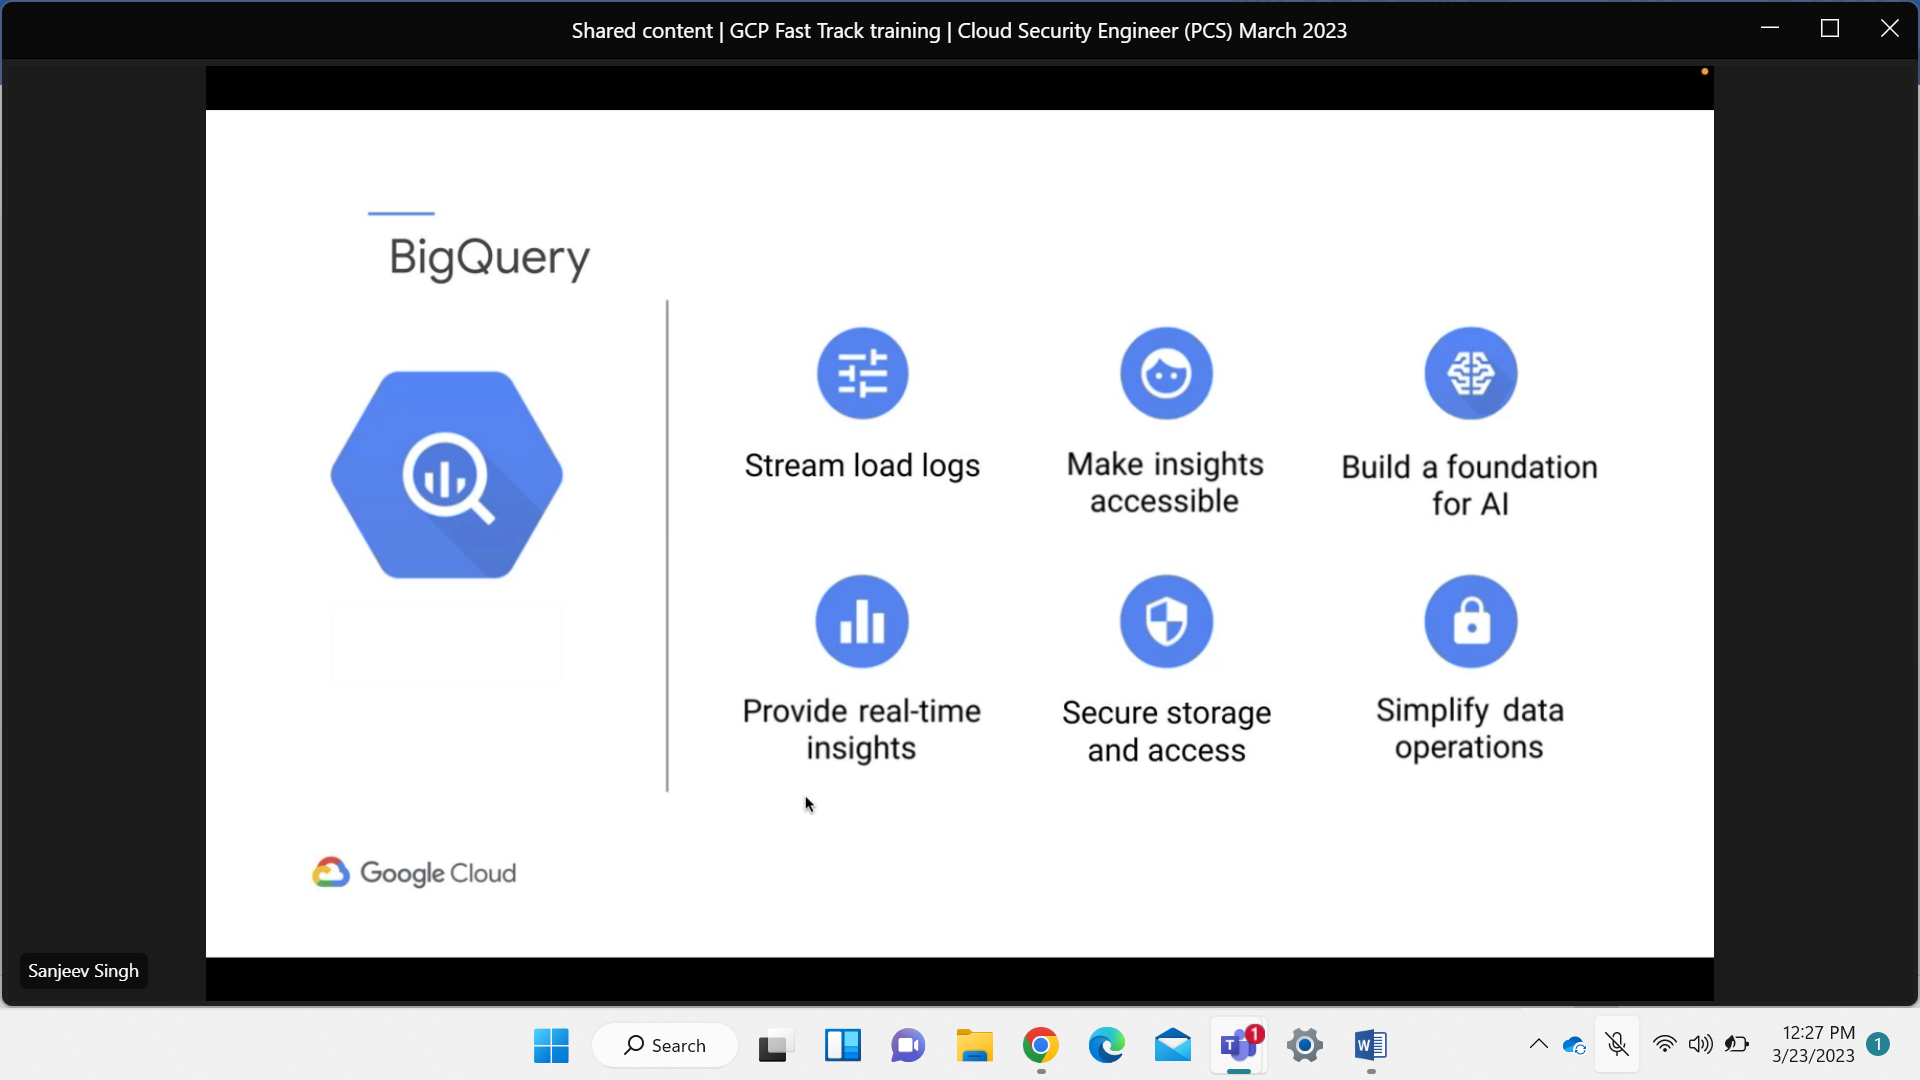 Shared content | GCP Fast Track training | Cloud Security Engineer (PCS) March 2023
BigQuery
Stream load logs
Make insights
accessible
Build a foundation
for AI
Provide real-time
insights
Secure storage
and access
Simplify data
operations
Google Cloud
Sanjeev Singh
Search
T
1
W
12:27 PM
3/23/2023
1